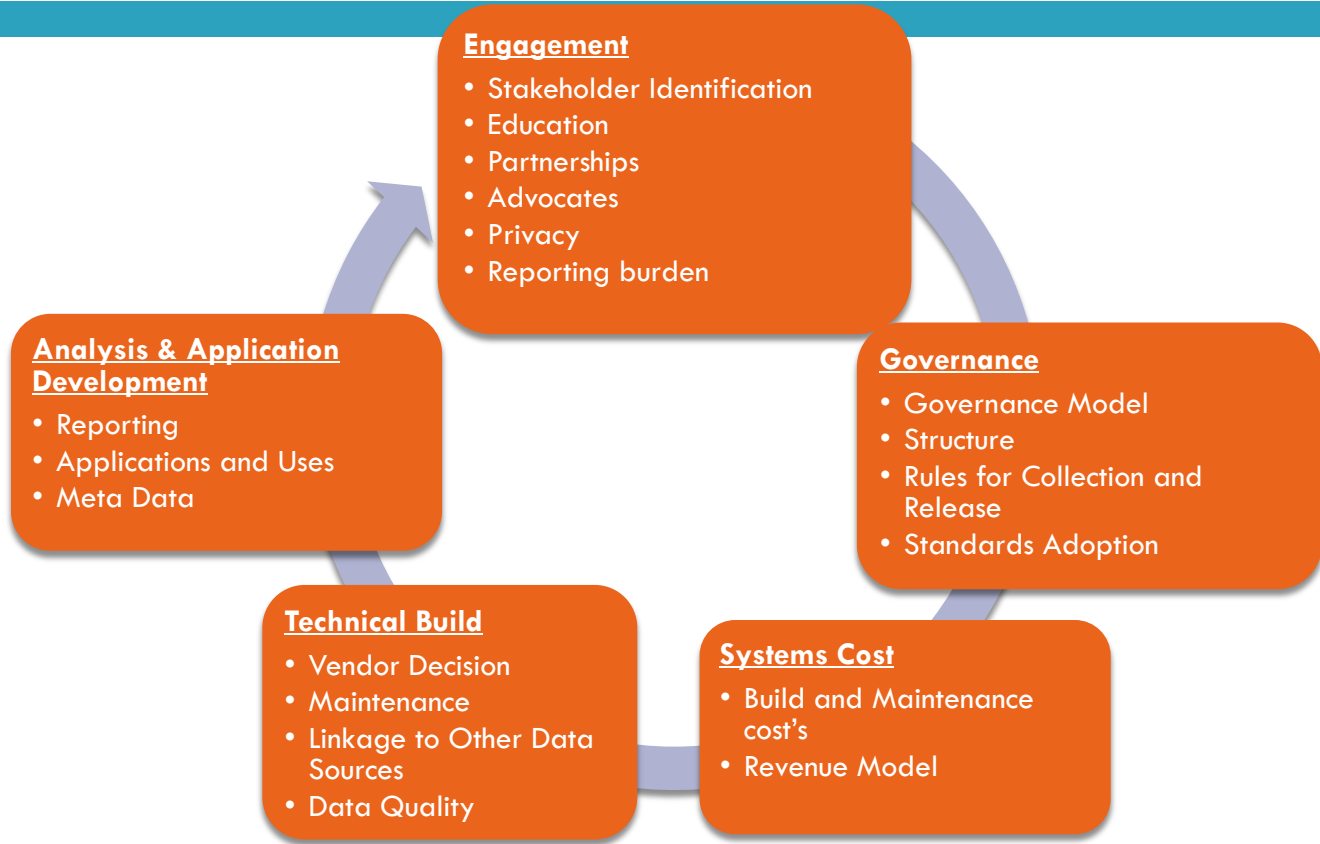 Engagement
• Stakeholder Identification
• Education
• Partnerships
• Advocates
• Privacy
• Reporting burden
Governance
• Governance Model
• Structure
• Rules for Collection and
Release
• Standards Adoption
Systems Cost
• Build and Maintenance
cost’s
• Revenue Model
Technical Build
• Vendor Decision
• Maintenance
• Linkage to Other Data
Sources
• Data Quality
Analysis & Application
Development
• Reporting
• Applications and Uses
• Meta Data